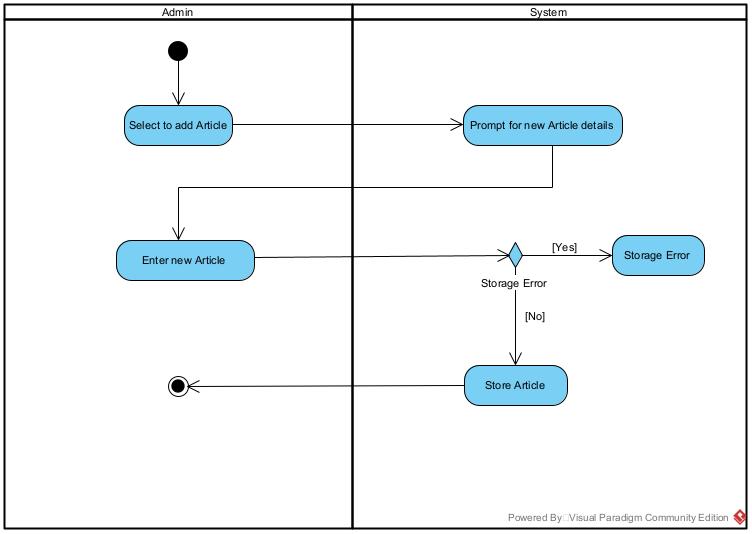 Admin
System
Select to add Article
Prompt for new Article details
Enter new Article
[Yes]
Storage Error
Storage Error
[No]
Store Article
Powered By Visual Paradigm Community Edition